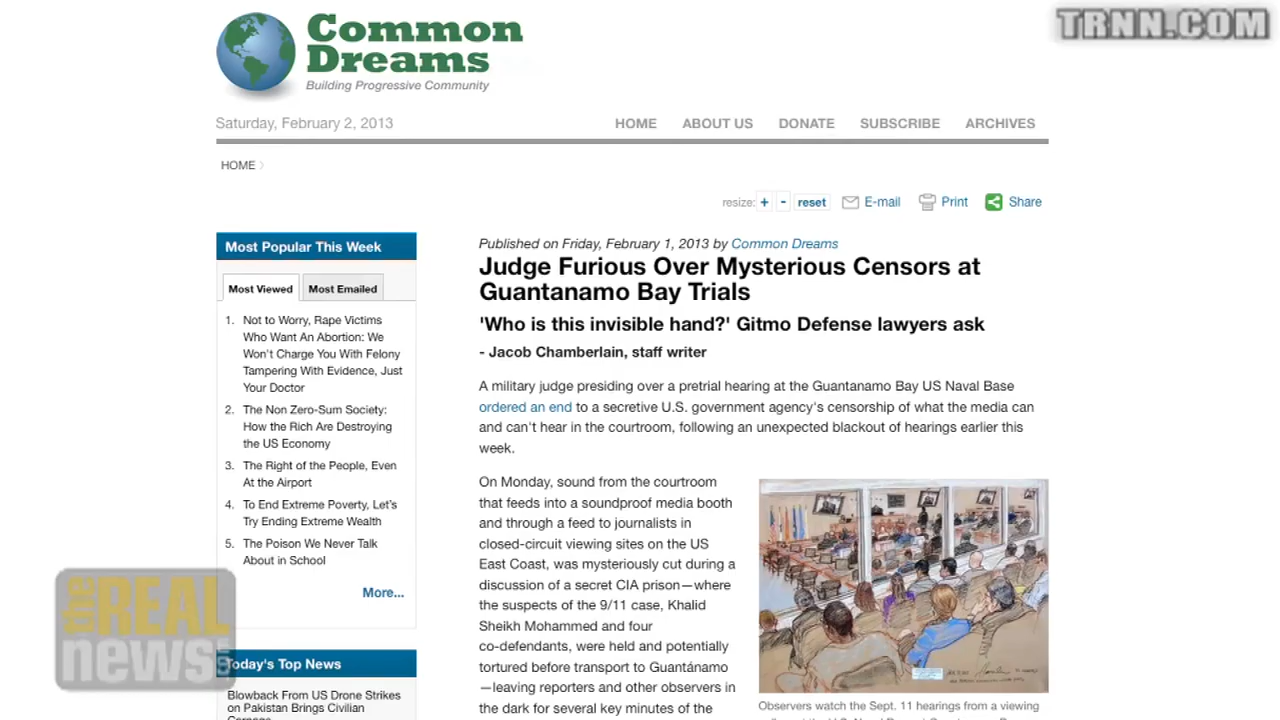 TRNN.COM
Common
Dreams
Building Progressive Community
Saturday, February 2, 2013
HOME ABOUT US DONATE SUBSCRIBE ARCHIVES
HOME
resize: + - reset E-mail Print Share
Most Popular This Week
Most Viewed Most Emailed
1. Not to Worry, Rape Victims
Who Want An Abortion: We
Won't Charge You With Felony
Tampering With Evidence, Just
Your Doctor
2. The Non Zero-Sum Society:
How the Rich Are Destroying
the US Economy
3. The Right of the People, Even
At the Airport
4. To End Extreme Poverty, Let's
Try Ending Extreme Wealth
5. The Poison We Never Talk
About in School
More...
the REAL
news
Today's Top News
Blowback From US Drone Strikes
on Pakistan Brings Civilian
Published on Friday, February 1, 2013 by Common Dreams
Judge Furious Over Mysterious Censors at
Guantanamo Bay Trials
'Who is this invisible hand?' Gitmo Defense lawyers ask
- Jacob Chamberlain, staff writer
A military judge presiding over a pretrial hearing at the Guantanamo Bay US Naval Base
ordered an end to a secretive U.S. government agency's censorship of what the media can
and can't hear in the courtroom, following an unexpected blackout of hearings earlier this
week.
On Monday, sound from the courtroom
that feeds into a soundproof media booth
and through a feed to journalists in
closed-circuit viewing sites on the US
East Coast, was mysteriously cut during a
discussion of a secret CIA prison—where
the suspects of the 9/11 case, Khalid
Sheikh Mohammed and four
co-defendants, were held and potentially
tortured before transport to Guantánamo
—leaving reporters and other observers in
the dark for several key minutes of the
Observers watch the Sept. 11 hearings from a viewing